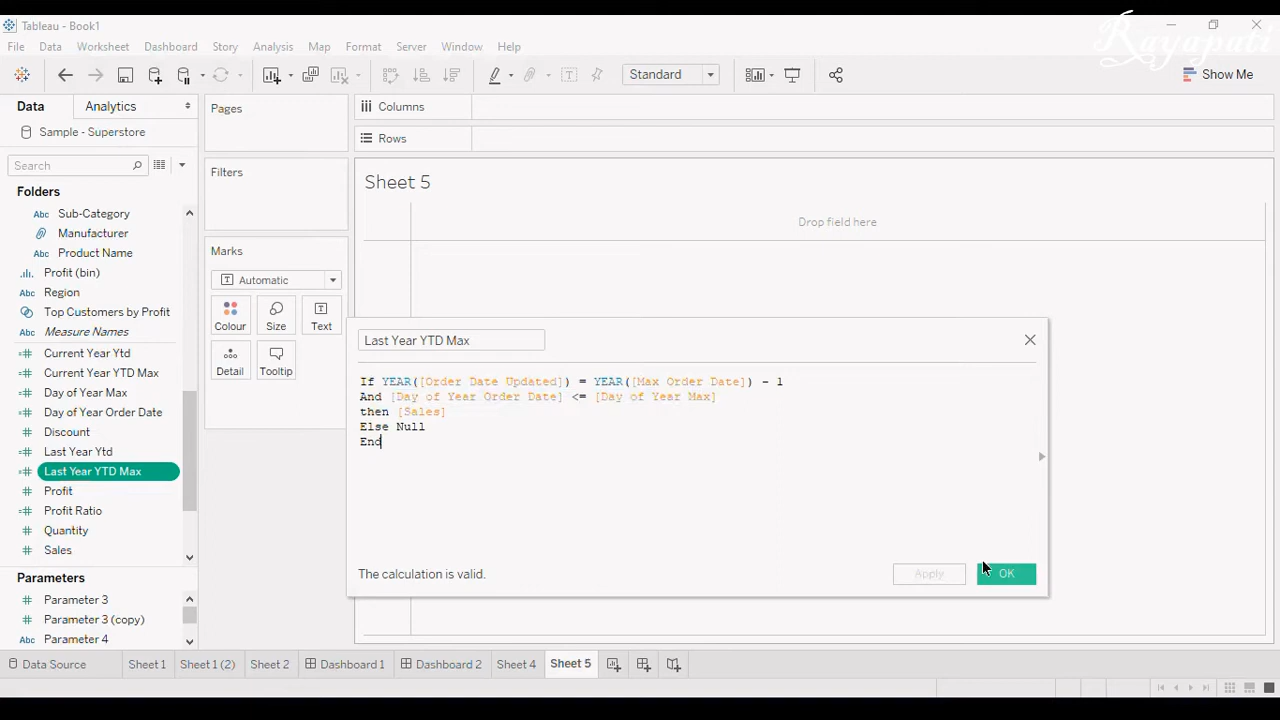 Tableau - Book1
Rayapati
File Data Worksheet Dashboard Story Analysis Map Format Server Window Help
Standard
Show Me
Data Analytics
Sample - Superstore
Search
Folders
Abc Sub-Category
Manufacturer
Abc Product Name
Profit (bin)
Abc Region
Top Customers by Profit
Abc Measure Names
Current Year Ytd
Current Year YTD Max
Day of Year Max
Day of Year Order Date
Discount
Last Year Ytd
Last Year YTD Max
Profit
Profit Ratio
Quantity
Sales
Parameters
Parameter 3
Parameter 3 (copy)
Abc Parameter 4
Pages
Filters
Marks
Automatic
Colour Size Text
Detail Tooltip
Columns
Rows
Sheet 5
Drop field here
Last Year YTD Max
If YEAR([Order Date Updated]) = YEAR([Max Order Date]) - 1
And [Day of Year Order Date] <= [Day of Year Max]
then [Sales]
Else Null
End
The calculation is valid.
Apply OK
Data Source Sheet 1 Sheet 1 (2) Sheet 2 Dashboard 1 Dashboard 2 Sheet 4 Sheet 5